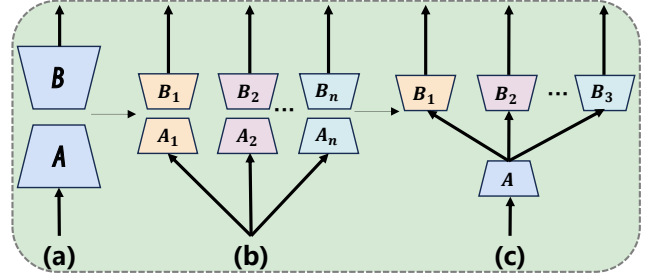 B B₁ B₂ ... Bₙ B₁ B₂ ... B₃
A A₁ A₂ Aₙ A
(a) (b) (c)